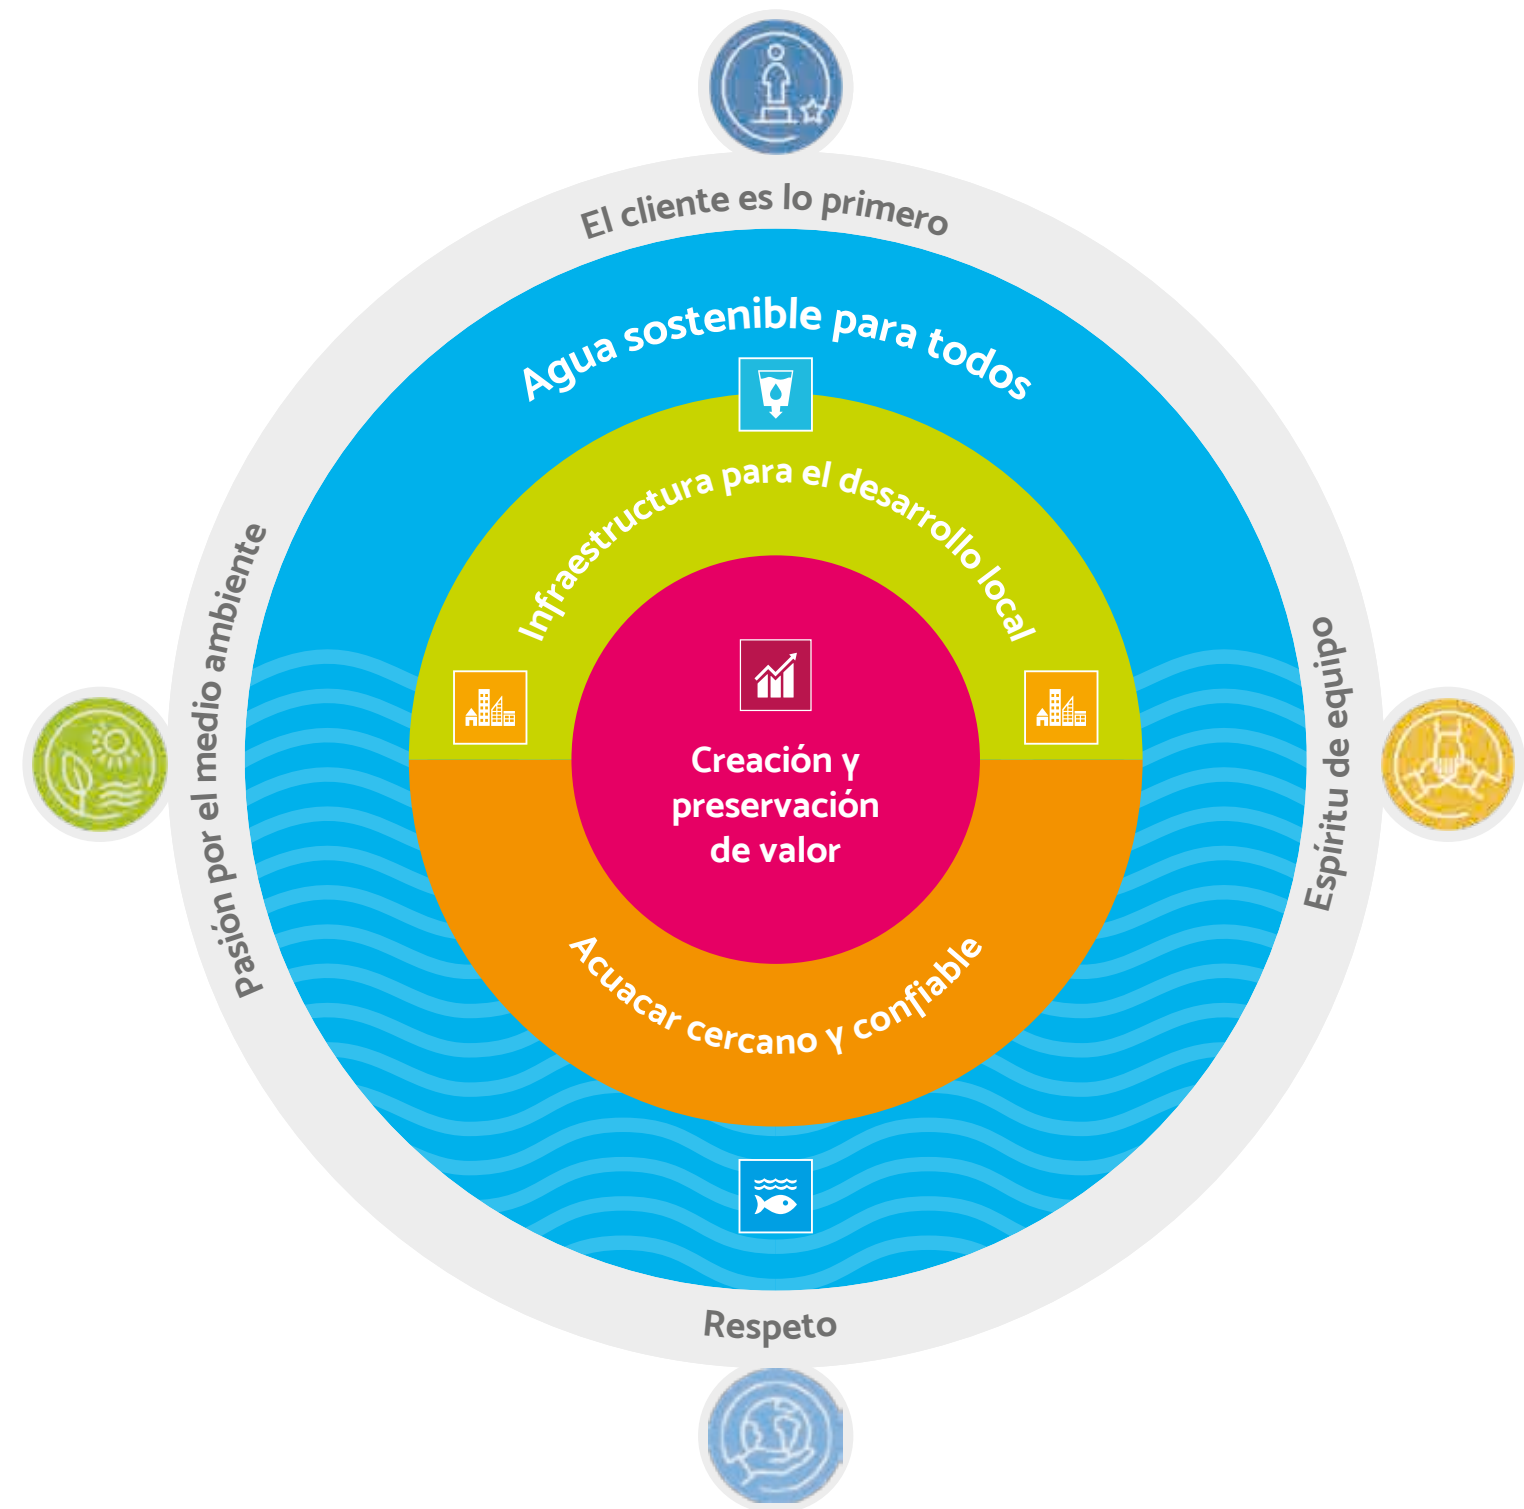 El cliente es lo primero
Agua sostenible para todos
Infraestructura para el desarrollo local
Pasión por el medio ambiente
Espíritu de equipo
Creación y
preservación
de valor
Acuacar cercano y confiable
Respeto